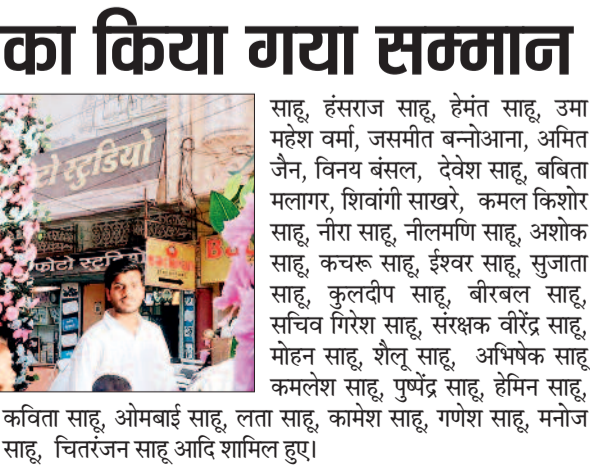 का किया गया सम्मान
टो स्टुडियो
फोटो स्टूडियो
साहू, हंसराज साहू, हेमंत साहू, उमा
महेश वर्मा, जसमीत बन्नोआना, अमित
जैन, विनय बंसल, देवेश साहू, बबिता
मलागर, शिवांगी साखरे, कमल किशोर
साहू, नीरा साहू, नीलमणि साहू, अशोक
साहू, कचरू साहू, ईश्वर साहू, सुजाता
साहू, कुलदीप साहू, बीरबल साहू,
सचिव गिरेश साहू, संरक्षक वीरेंद्र साहू,
मोहन साहू, शैलू साहू, अभिषेक साहू
कमलेश साहू, पुष्पेंद्र साहू, हेमिन साहू,
कविता साहू, ओमबाई साहू, लता साहू, कामेश साहू, गणेश साहू, मनोज
साहू, चितरंजन साहू आदि शामिल हुए।